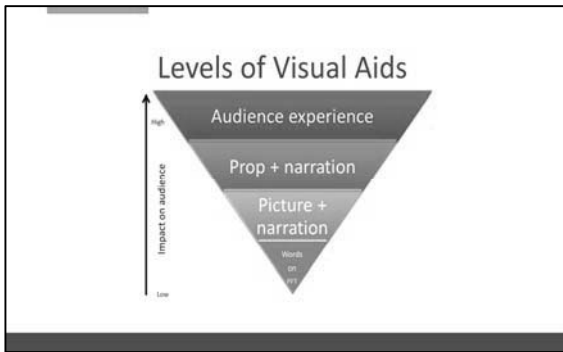 Levels of Visual Aids
High
Audience experience
Prop + narration
Impact on audience
Picture +
narration
Words
on
PPT
Low